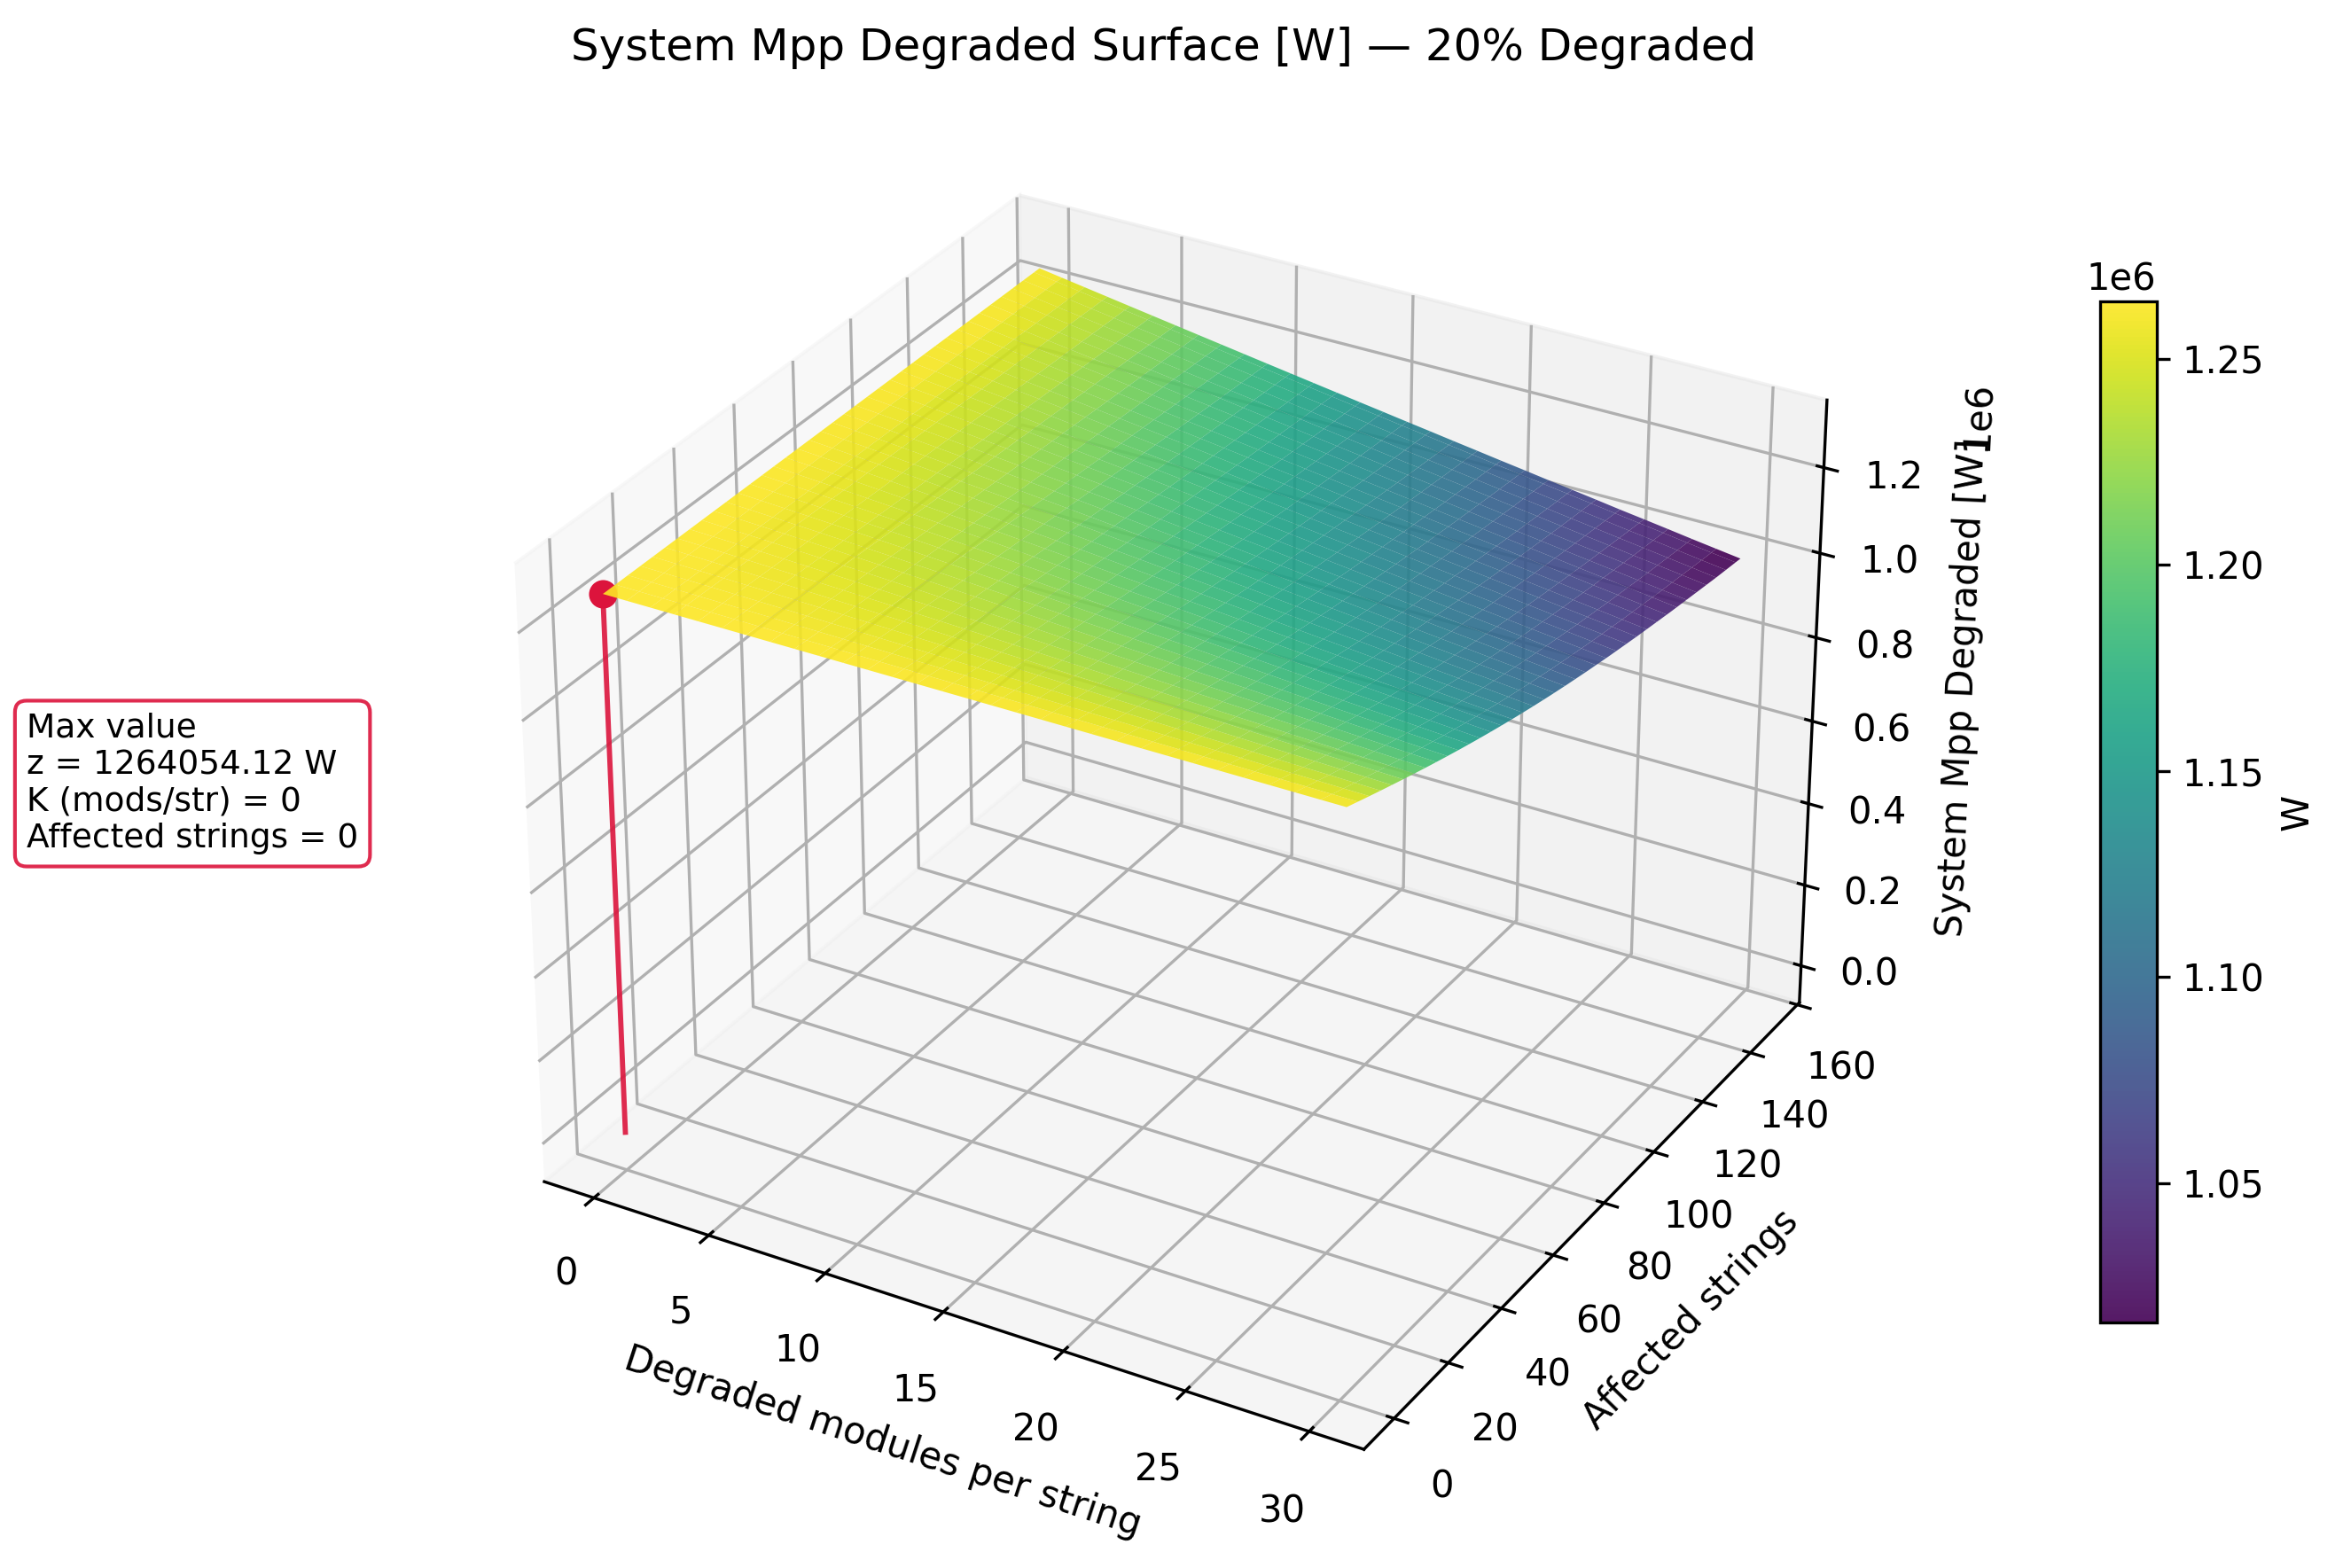 System Mpp Degraded Surface [W] — 20% Degraded
Max value
z = 1264054.12 W
K (mods/str) = 0
Affected strings = 0
0
5
10
15
20
25
30
Degraded modules per string
0
20
40
60
80
100
120
140
160
Affected strings
0.0
0.2
0.4
0.6
0.8
1.0
1.2
System Mpp Degraded [W]
1e6
1e6
1.25
1.20
1.15
1.10
1.05
W